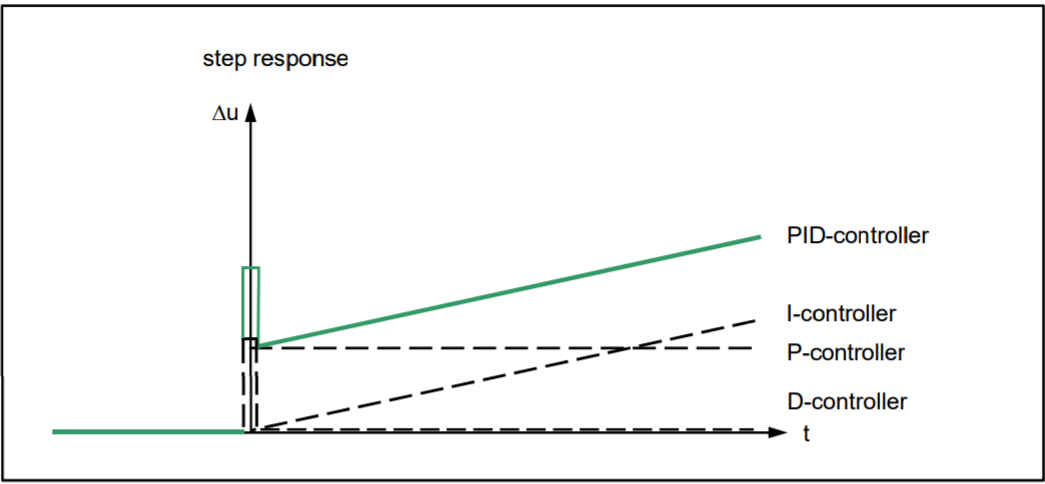 step response
Δu
PID-controller
I-controller
P-controller
D-controller
t